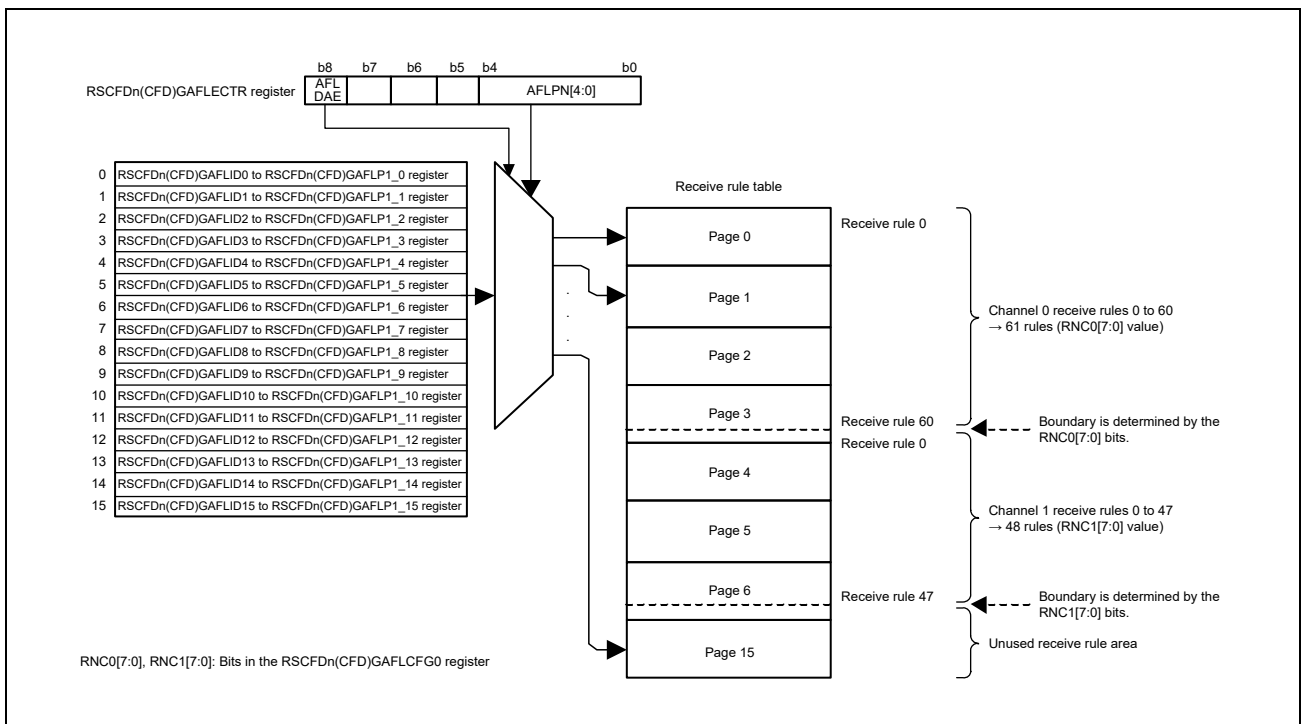 b8 b7 b6 b5 b4 b0
RSCFDn(CFD)GAFLECTR register
AFL
DAE
AFLPN[4:0]
0 RSCFDn(CFD)GAFLID0 to RSCFDn(CFD)GAFLP1_0 register
1 RSCFDn(CFD)GAFLID1 to RSCFDn(CFD)GAFLP1_1 register
2 RSCFDn(CFD)GAFLID2 to RSCFDn(CFD)GAFLP1_2 register
3 RSCFDn(CFD)GAFLID3 to RSCFDn(CFD)GAFLP1_3 register
4 RSCFDn(CFD)GAFLID4 to RSCFDn(CFD)GAFLP1_4 register
5 RSCFDn(CFD)GAFLID5 to RSCFDn(CFD)GAFLP1_5 register
6 RSCFDn(CFD)GAFLID6 to RSCFDn(CFD)GAFLP1_6 register
7 RSCFDn(CFD)GAFLID7 to RSCFDn(CFD)GAFLP1_7 register
8 RSCFDn(CFD)GAFLID8 to RSCFDn(CFD)GAFLP1_8 register
9 RSCFDn(CFD)GAFLID9 to RSCFDn(CFD)GAFLP1_9 register
10 RSCFDn(CFD)GAFLID10 to RSCFDn(CFD)GAFLP1_10 register
11 RSCFDn(CFD)GAFLID11 to RSCFDn(CFD)GAFLP1_11 register
12 RSCFDn(CFD)GAFLID12 to RSCFDn(CFD)GAFLP1_12 register
13 RSCFDn(CFD)GAFLID13 to RSCFDn(CFD)GAFLP1_13 register
14 RSCFDn(CFD)GAFLID14 to RSCFDn(CFD)GAFLP1_14 register
15 RSCFDn(CFD)GAFLID15 to RSCFDn(CFD)GAFLP1_15 register
.
.
.
Receive rule table
Page 0
Page 1
Page 2
Page 3
Page 4
Page 5
Page 6
Page 15
Receive rule 0
Receive rule 60
Receive rule 0
Receive rule 47
Channel 0 receive rules 0 to 60
→ 61 rules (RNC0[7:0] value)
Boundary is determined by the
RNC0[7:0] bits.
Channel 1 receive rules 0 to 47
→ 48 rules (RNC1[7:0] value)
Boundary is determined by the
RNC1[7:0] bits.
Unused receive rule area
RNC0[7:0], RNC1[7:0]: Bits in the RSCFDn(CFD)GAFLCFG0 register